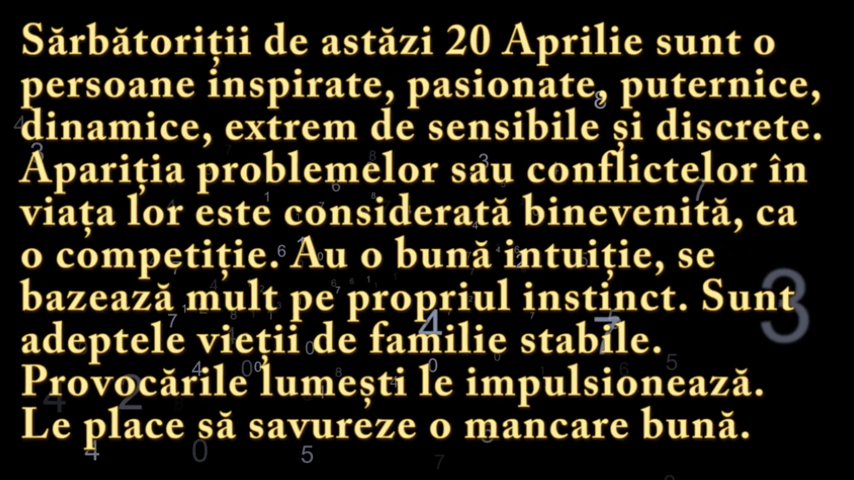 Sărbătoriții de astăzi 20 Aprilie sunt o
persoane inspirate, pasionate, puternice,
dinamice, extrem de sensibile și discrete.
Apariția problemelor sau conflictelor în
viața lor este considerată binevenită, ca
o competiție. Au o bună intuiție, se
bazează mult pe propriul instinct. Sunt
adeptele vieții de familie stabile.
Provocările lumești le impulsionează.
Le place să savureze o mancare bună.